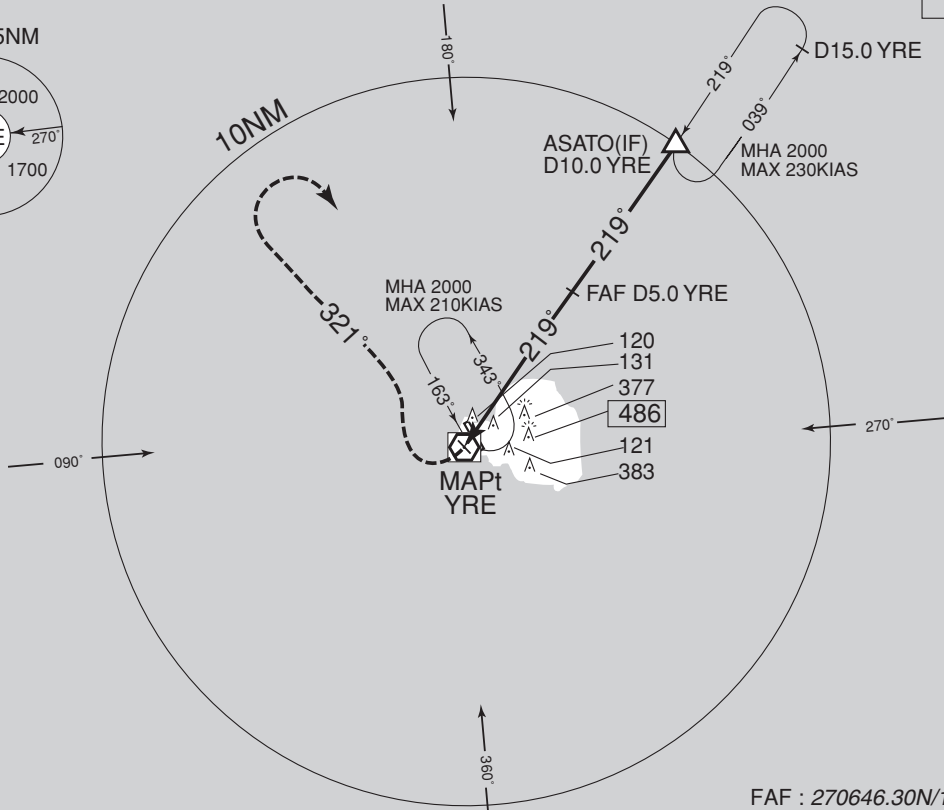 5NM
2000
270°
1700
E
180°
10NM
219°
039°
D15.0 YRE
ASATO(IF)
D10.0 YRE
MHA 2000
MAX 230KIAS
219°
FAF D5.0 YRE
MHA 2000
MAX 210KIAS
321°
219°
343°
163°
120
131
377
486
121
383
270°
090°
MAPt
YRE
360°
FAF : 270646.30N/